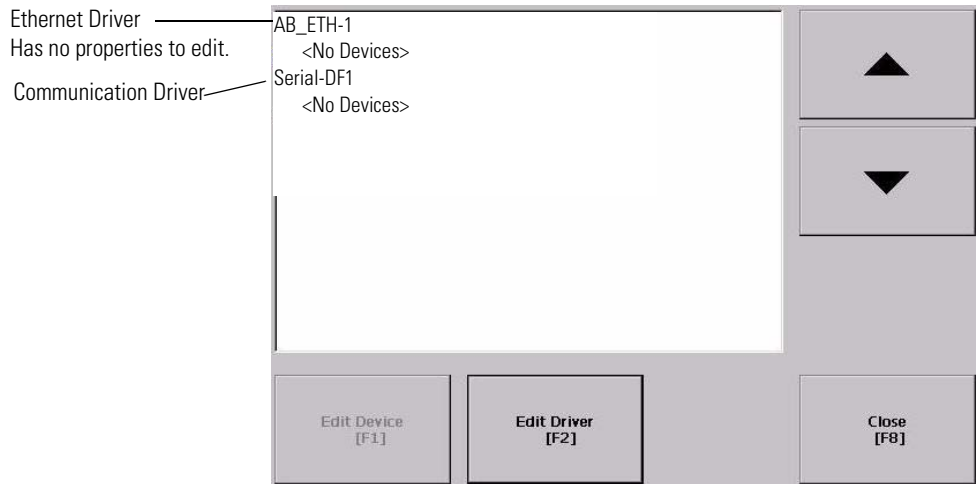 Ethernet Driver
Has no properties to edit.
Communication Driver
AB_ETH-1
<No Devices>
Serial-DF1
<No Devices>
Edit Device
[F1]
Edit Driver
[F2]
Close
[F8]